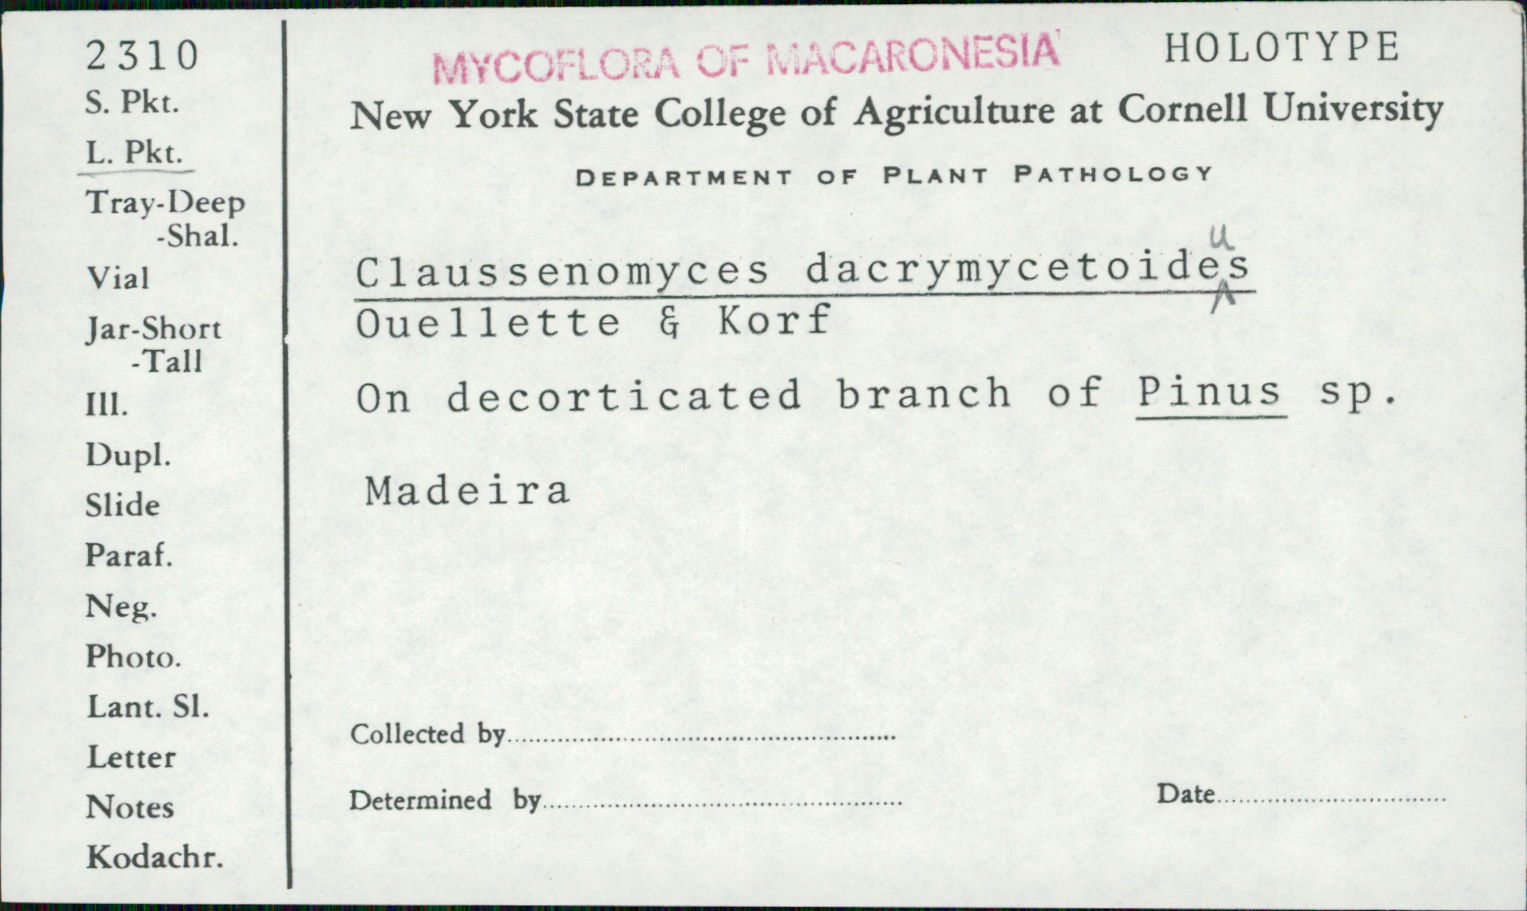 2310
S. Pkt.
L. Pkt.
Tray-Deep
-Shal.
Vial
Jar-Short
-Tall
Ill.
Dupl.
Slide
Paraf.
Neg.
Photo.
Lant. Sl.
Letter
Notes
Kodachr.
MYCOFLORA OF MACARONESIA HOLOTYPE
New York State College of Agriculture at Cornell University
DEPARTMENT OF PLANT PATHOLOGY
u
Claussenomyces dacrymycetoides
Ouellette & Korf
On decorticated branch of Pinus sp.
Madeira
Collected by
Determined by
Date